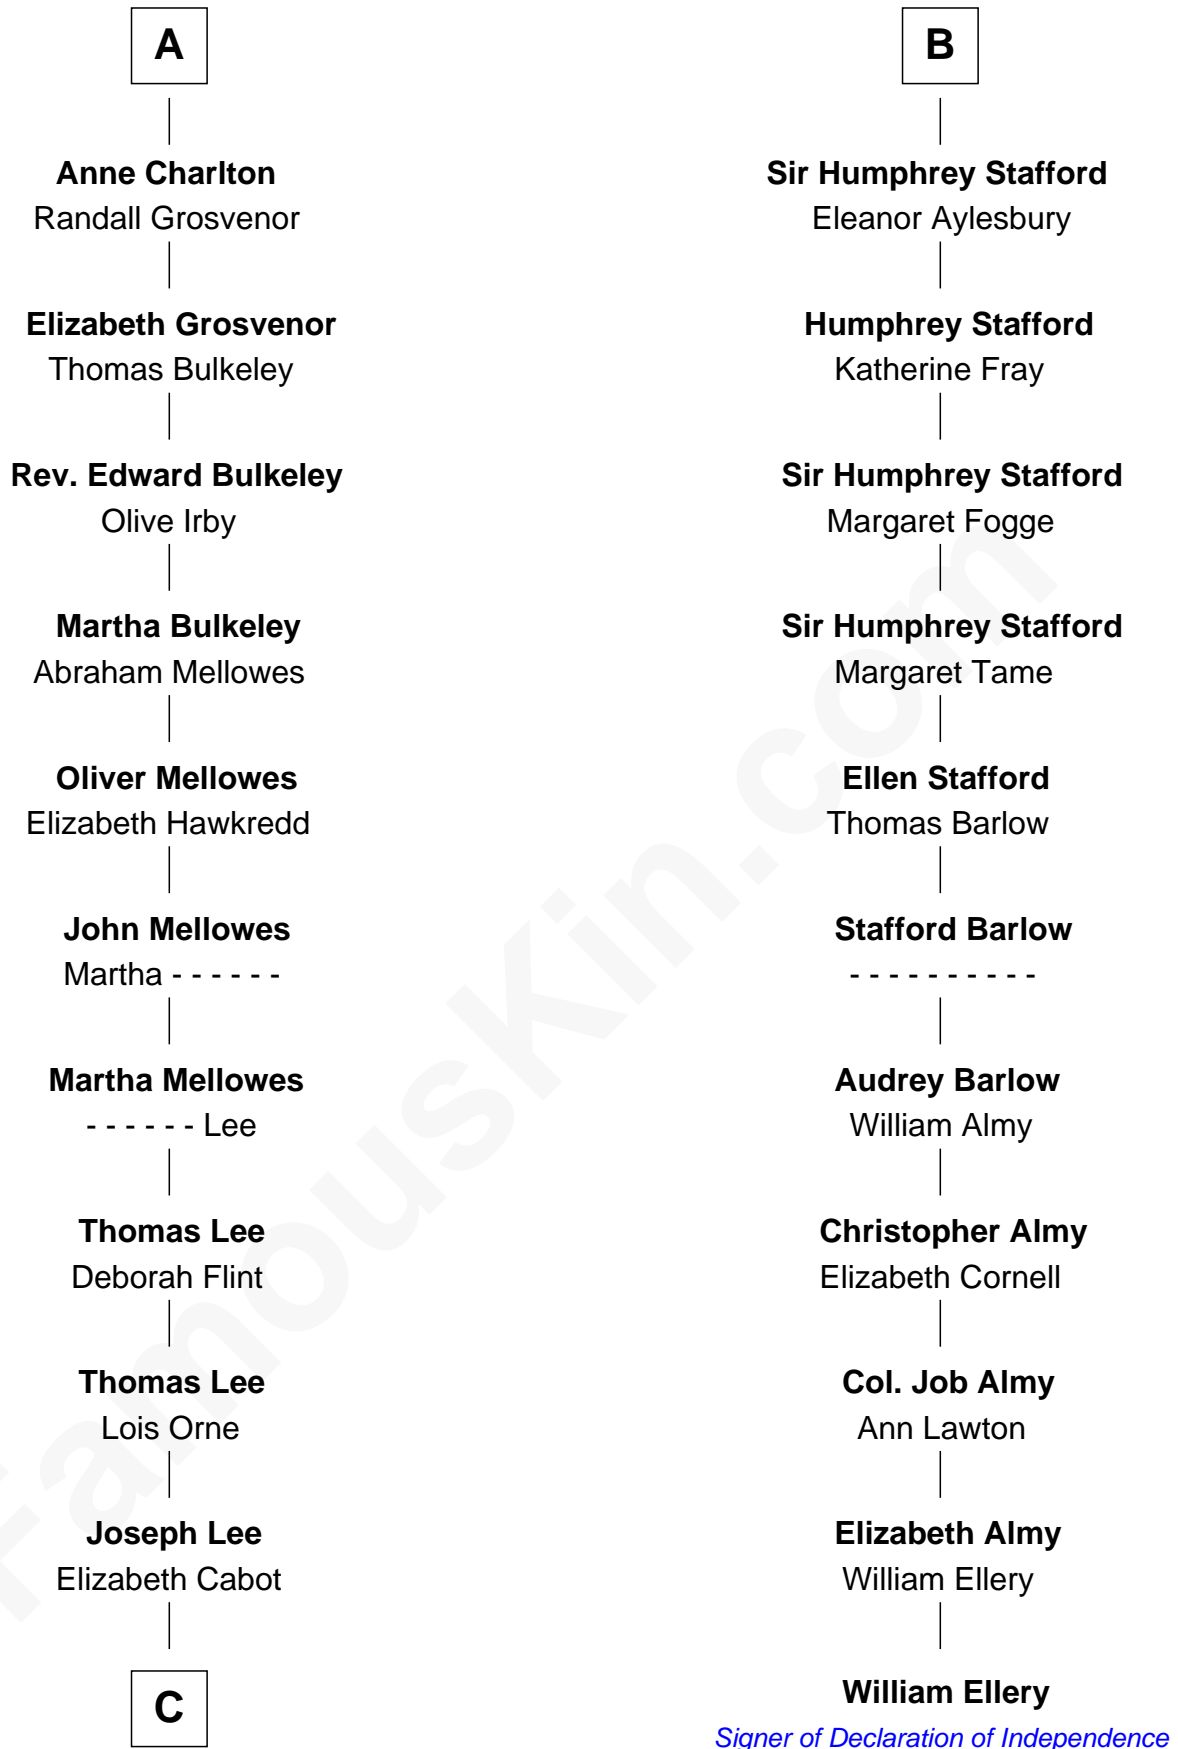 A
Anne Charlton
Randall Grosvenor
Elizabeth Grosvenor
Thomas Bulkeley
Rev. Edward Bulkeley
Olive Irby
Martha Bulkeley
Abraham Mellowes
Oliver Mellowes
Elizabeth Hawkredd
John Mellowes
Martha - - - - - -
Martha Mellowes
- - - - - - Lee
Thomas Lee
Deborah Flint
Thomas Lee
Lois Orne
Joseph Lee
Elizabeth Cabot
C
B
Sir Humphrey Stafford
Eleanor Aylesbury
Humphrey Stafford
Katherine Fray
Sir Humphrey Stafford
Margaret Fogge
Sir Humphrey Stafford
Margaret Tame
Ellen Stafford
Thomas Barlow
Stafford Barlow
- - - - - - - - - -
Audrey Barlow
William Almy
Christopher Almy
Elizabeth Cornell
Col. Job Almy
Ann Lawton
Elizabeth Almy
William Ellery
William Ellery
Signer of Declaration of Independence
FamousKin.com